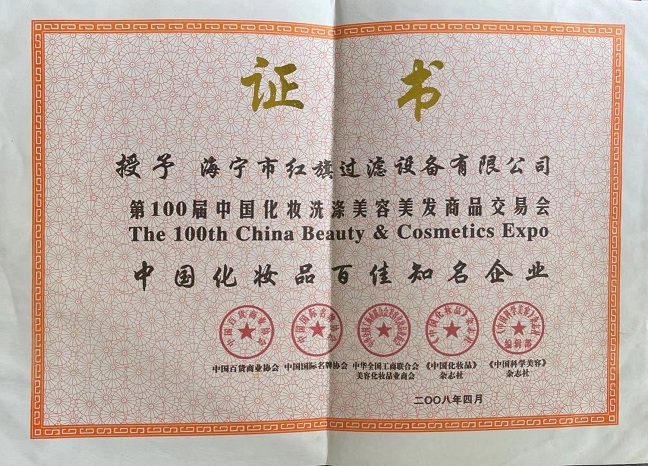 证书
授予 海宁市红旗过滤设备有限公司
第100届中国化妆洗涤美容美发商品交易会
The 100th China Beauty & Cosmetics Expo
中国化妆品百佳知名企业
中国百货商业协会 中国国际名牌协会 中华全国工商联合会 《中国化妆品》 《中国科学美容》
美容化妆品业商会 杂志社 杂志社
二〇〇八年四月